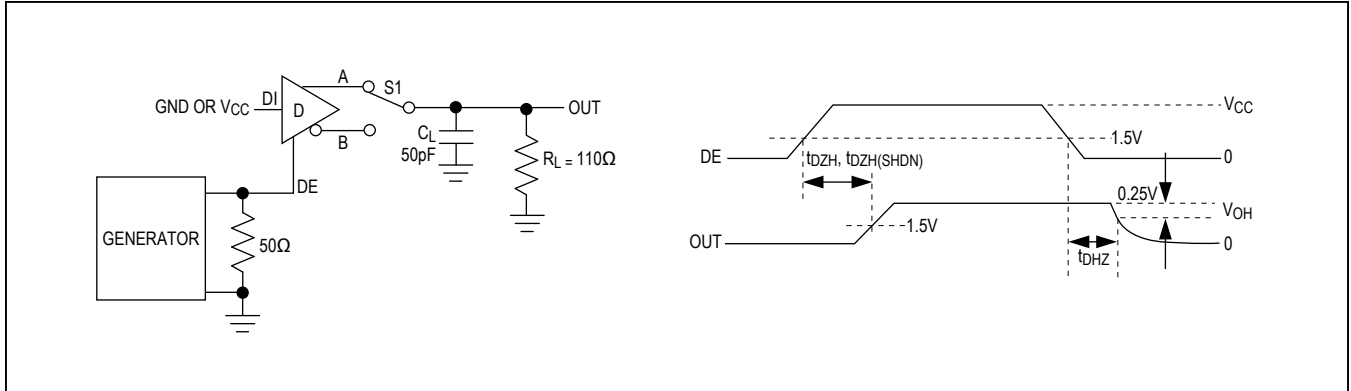 A
S1
GND OR VCC
DI
D
OUT
B
CL
50pF
RL = 110Ω
DE
GENERATOR
50Ω
VCC
1.5V
DE
0
tDZH, tDZH(SHDN)
0.25V
VOH
1.5V
OUT
0
tDHZ